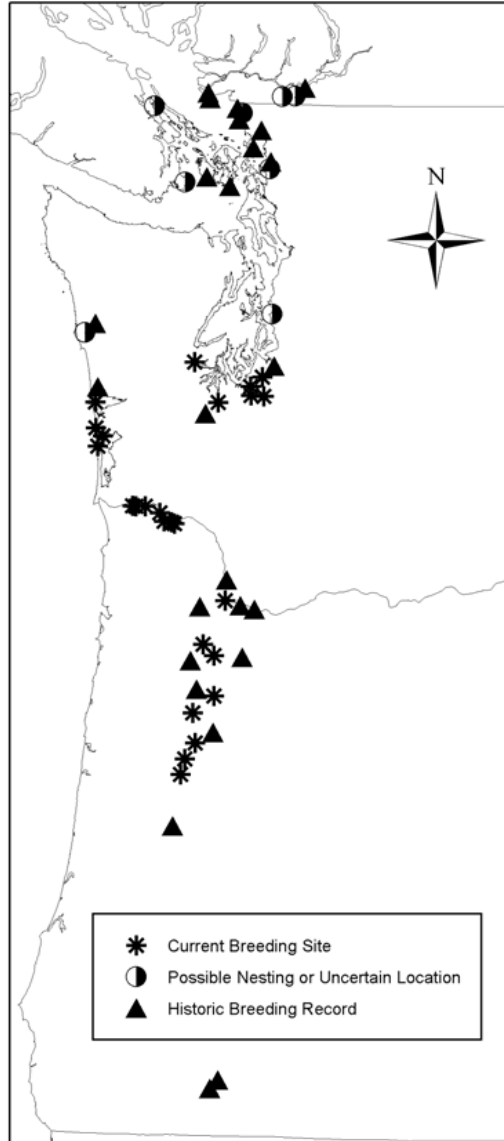 N
Current Breeding Site
Possible Nesting or Uncertain Location
Historic Breeding Record